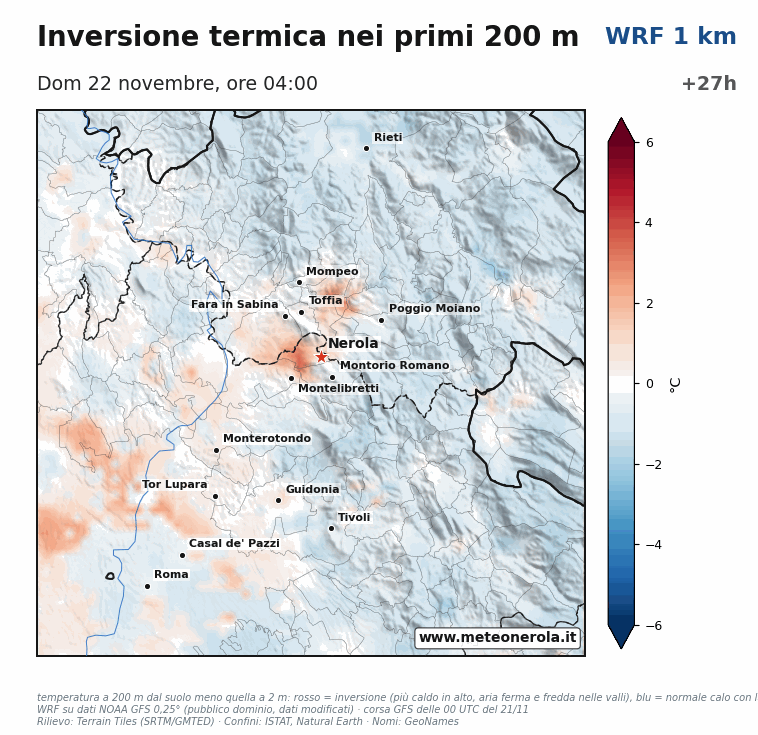 Inversione termica nei primi 200 m WRF 1 km
Dom 22 novembre, ore 04:00 +27h
Rieti
Mompeo
Toffia
Fara in Sabina
Poggio Moiano
Nerola
Montorio Romano
Montelibretti
Monterotondo
Tor Lupara
Guidonia
Tivoli
Casal de' Pazzi
Roma
www.meteonerola.it
6
4
2
0
−2
−4
−6
°C
temperatura a 200 m dal suolo meno quella a 2 m: rosso = inversione (più caldo in alto, aria ferma e fredda nelle valli), blu = normale calo con
WRF su dati NOAA GFS 0,25° (pubblico dominio, dati modificati) · corsa GFS delle 00 UTC del 21/11
Rilievo: Terrain Tiles (SRTM/GMTED) · Confini: ISTAT, Natural Earth · Nomi: GeoNames